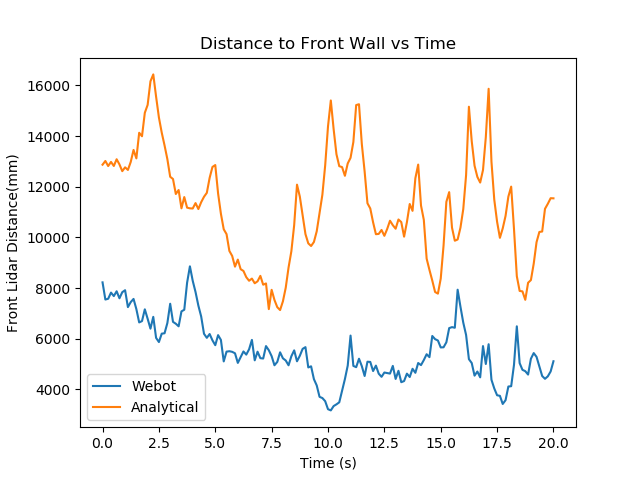 Distance to Front Wall vs Time
Front Lidar Distance(mm)
16000
14000
12000
10000
8000
6000
4000
Webot
Analytical
0.0 2.5 5.0 7.5 10.0 12.5 15.0 17.5 20.0
Time (s)